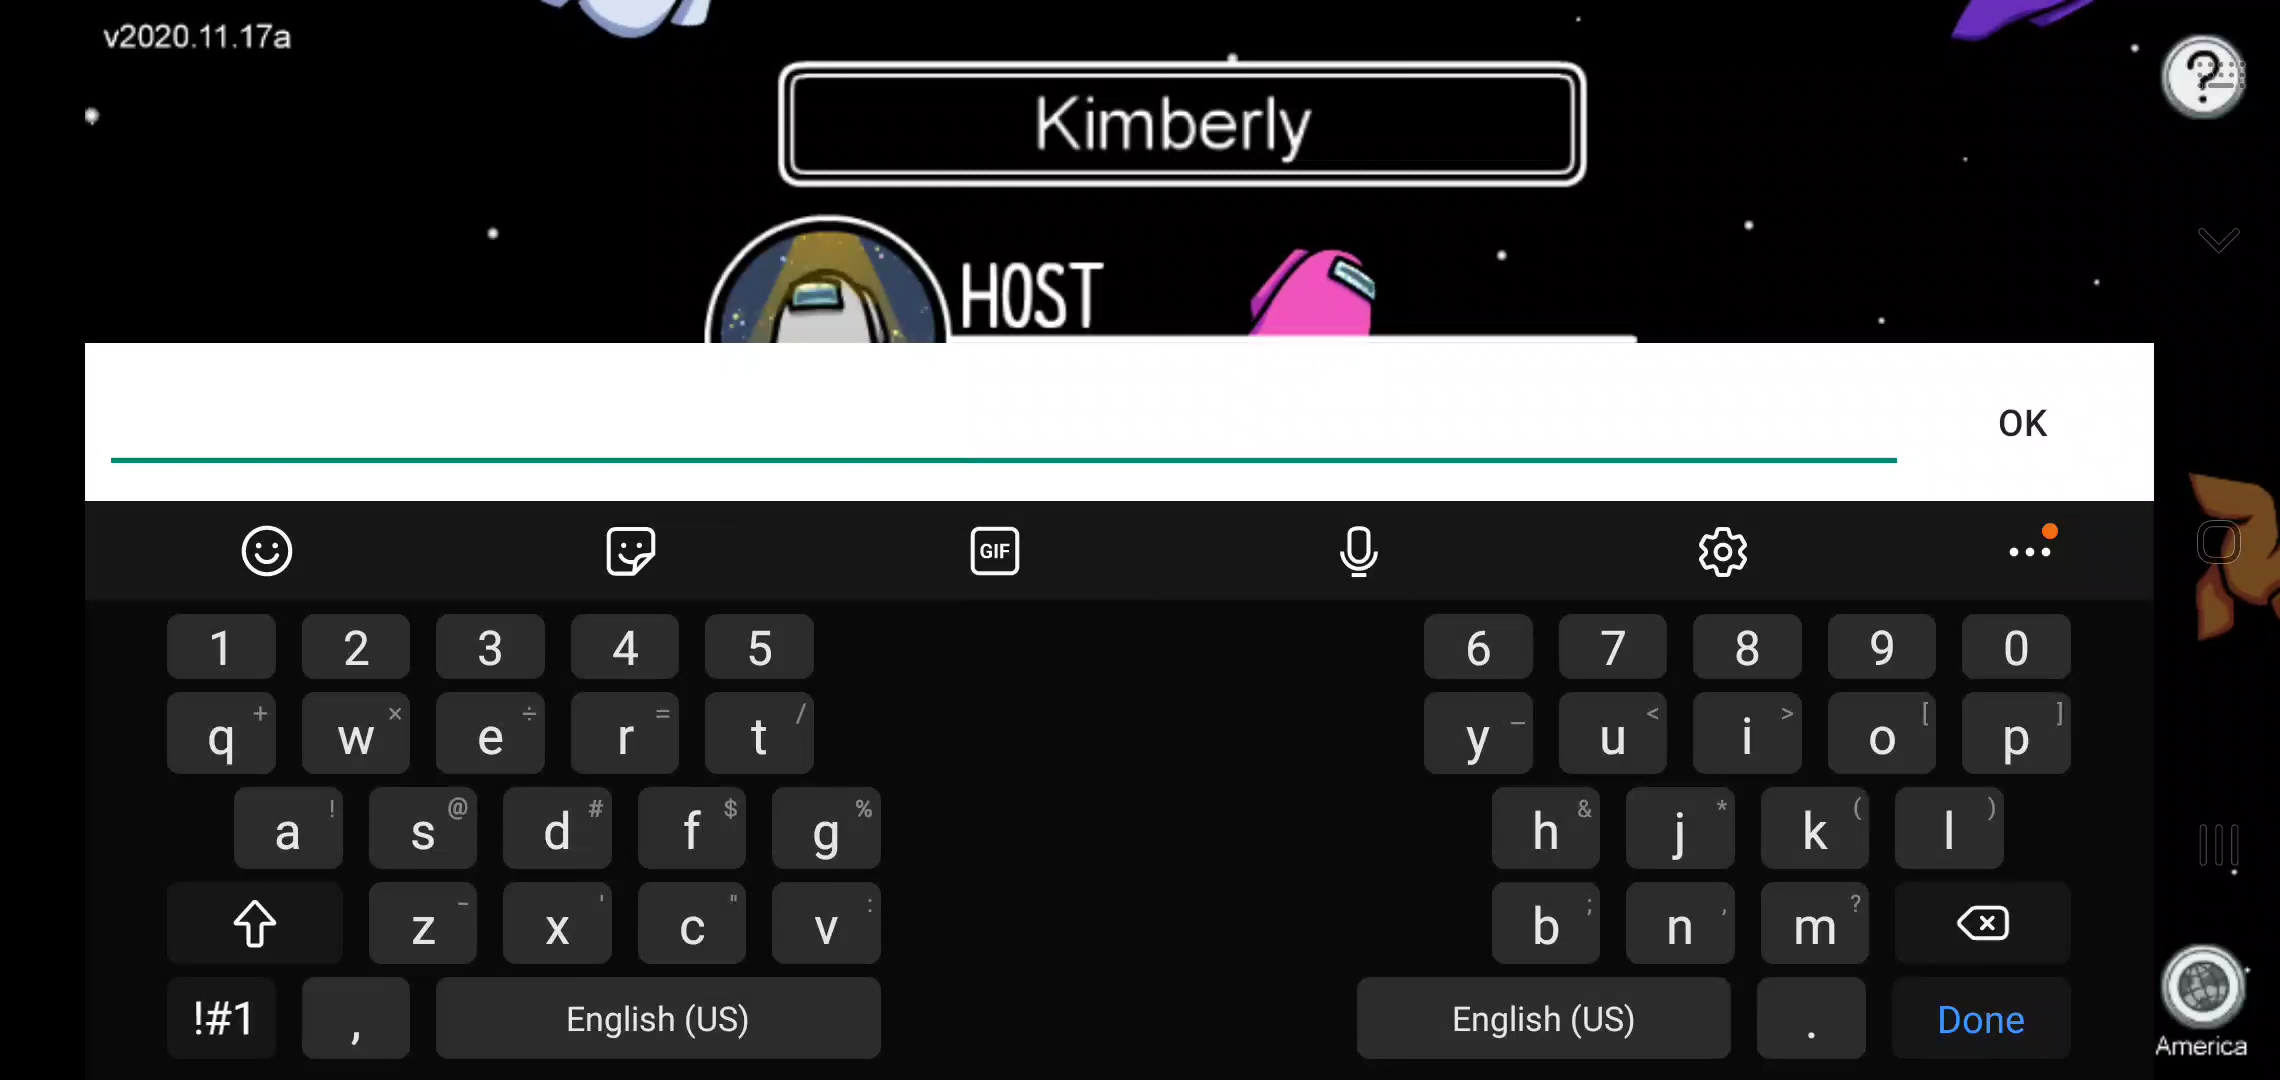 v2020.11.17a
?
Kimberly
HOST
OK
GIF
1 2 3 4 5 6 7 8 9 0
+ × ÷ = / _ < > [ ]
q w e r t y u i o p
! @ # $ % & * ( )
a s d f g h j k l
- ' " : ; , ?
z x c v b n m
!#1 , English (US) English (US) . Done
America